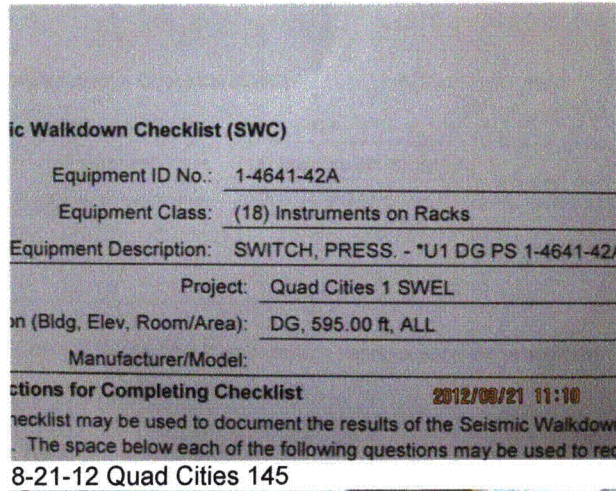 ic Walkdown Checklist (SWC)
Equipment ID No.: 1-4641-42A
Equipment Class: (18) Instruments on Racks
Equipment Description: SWITCH, PRESS. - *U1 DG PS 1-4641-42A
Project: Quad Cities 1 SWEL
on (Bldg, Elev, Room/Area): DG, 595.00 ft, ALL
Manufacturer/Model:
ctions for Completing Checklist
2012/08/21 11:10
hecklist may be used to document the results of the Seismic Walkdow
. The space below each of the following questions may be used to rec
8-21-12 Quad Cities 145